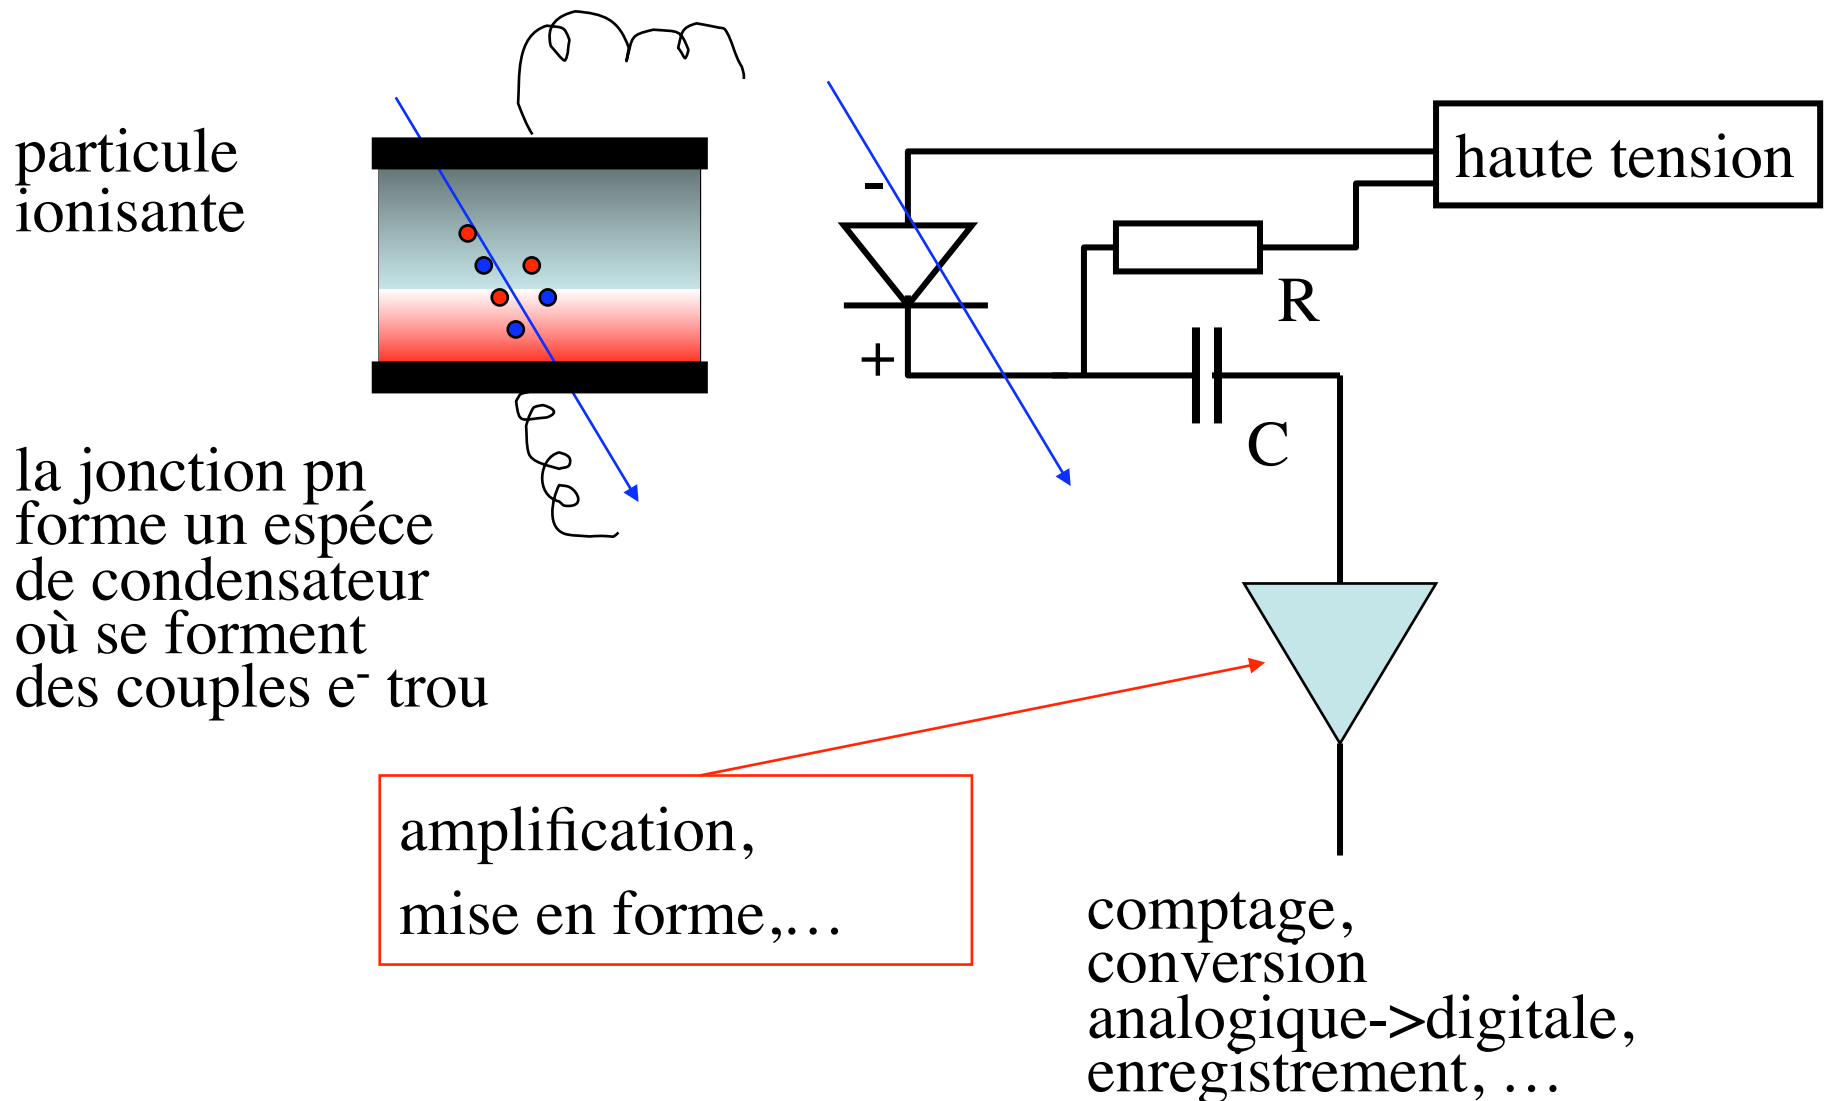 particule
ionisante
haute tension
-
+
R
C
la jonction pn
forme un espéce
de condensateur
où se forment
des couples e- trou
amplification,
mise en forme,…
comptage,
conversion
analogique->digitale,
enregistrement, …